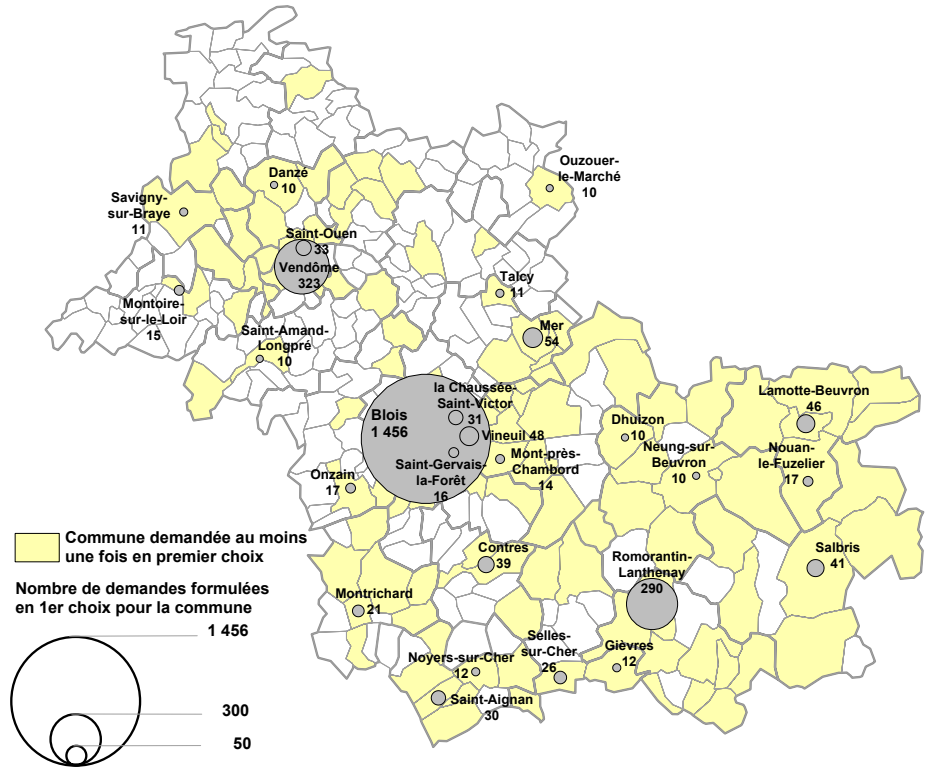 Ouzouer-
le-Marché
10
Danzé
10
Savigny-
sur-Braye
11
Saint-Ouen
33
Vendôme
323
Talcy
11
Montoire-
sur-le-Loir
15
Saint-Amand-
Longpré
10
Mer
54
la Chaussée-
Saint-Victor
31
Blois
1 456
Vineuil 48
Saint-Gervais-
la-Forêt
16
Mont-près-
Chambord
14
Dhuizon
10
Lamotte-Beuvron
46
Neung-sur-
Beuvron
10
Nouan-
le-Fuzelier
17
Onzain
17
Contres
39
Romorantin-
Lanthenay
290
Salbris
41
Montrichard
21
Selles-
sur-Cher
26
Gièvres
12
Noyers-sur-Cher
12
Saint-Aignan
30
Commune demandée au moins
une fois en premier choix
Nombre de demandes formulées
en 1er choix pour la commune
1 456
300
50